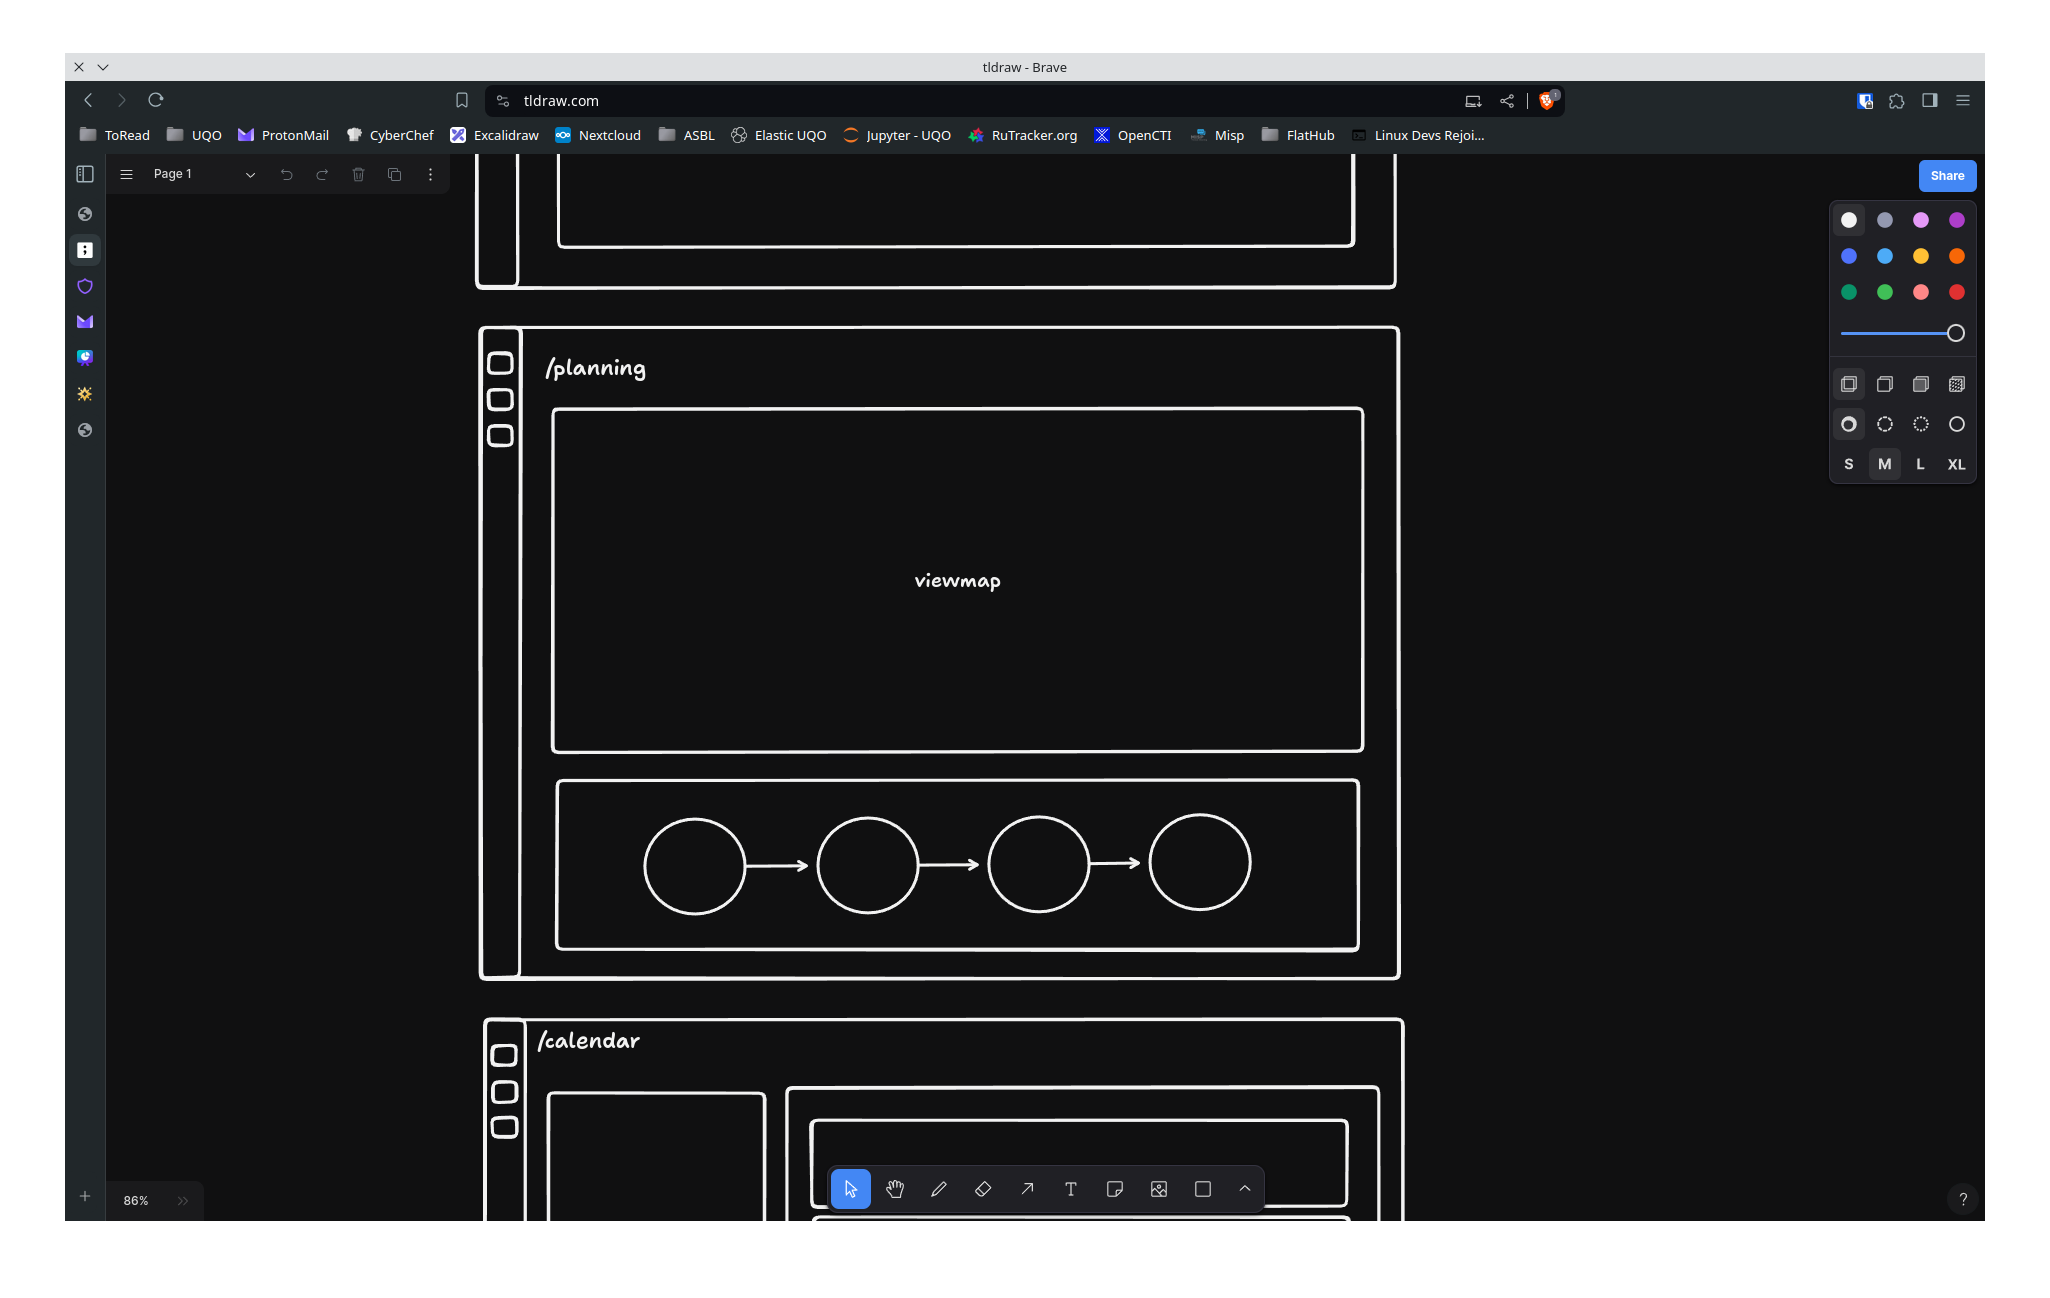 tldraw - Brave
tldraw.com
1
ToRead UQO ProtonMail CyberChef Excalidraw Nextcloud ASBL Elastic UQO Jupyter - UQO RuTracker.org OpenCTI Misp FlatHub Linux Devs Rejoi...
Page 1
Share
/planning
S M L XL
viewmap
/calendar
86%
?